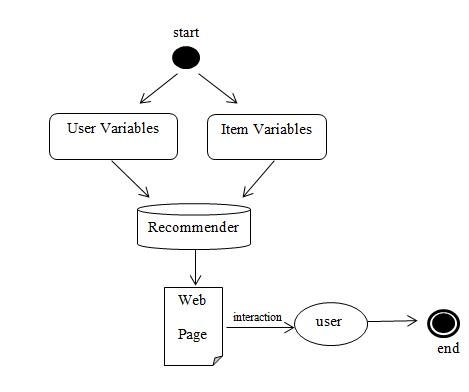 start
User Variables
Item Variables
Recommender
Web
Page
interaction
user
end